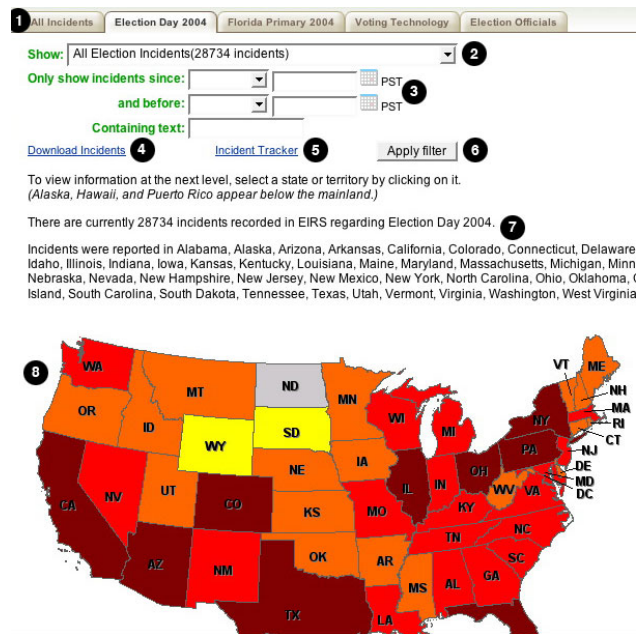 1 All Incidents Election Day 2004 Florida Primary 2004 Voting Technology Election Officials
Show: All Election Incidents(28734 incidents) 2
Only show incidents since: PST 3
and before: PST
Containing text:
Download Incidents 4 Incident Tracker 5 Apply filter 6
To view information at the next level, select a state or territory by clicking on it.
(Alaska, Hawaii, and Puerto Rico appear below the mainland.)
There are currently 28734 incidents recorded in EIRS regarding Election Day 2004. 7
Incidents were reported in Alabama, Alaska, Arizona, Arkansas, California, Colorado, Connecticut, Delaware
Idaho, Illinois, Indiana, Iowa, Kansas, Kentucky, Louisiana, Maine, Maryland, Massachusetts, Michigan, Minn
Nebraska, Nevada, New Hampshire, New Jersey, New Mexico, New York, North Carolina, Ohio, Oklahoma,
Island, South Carolina, South Dakota, Tennessee, Texas, Utah, Vermont, Virginia, Washington, West Virginia
8
WA
MT
ND
MN
VT
ME
OR
ID
WY
SD
WI
MI
NY
NH
MA
RI
CT
NV
UT
CO
NE
IA
IL
IN
OH
PA
NJ
DE
MD
DC
CA
KS
MO
KY
WV
VA
AZ
NM
OK
AR
TN
NC
SC
TX
LA
MS
AL
GA